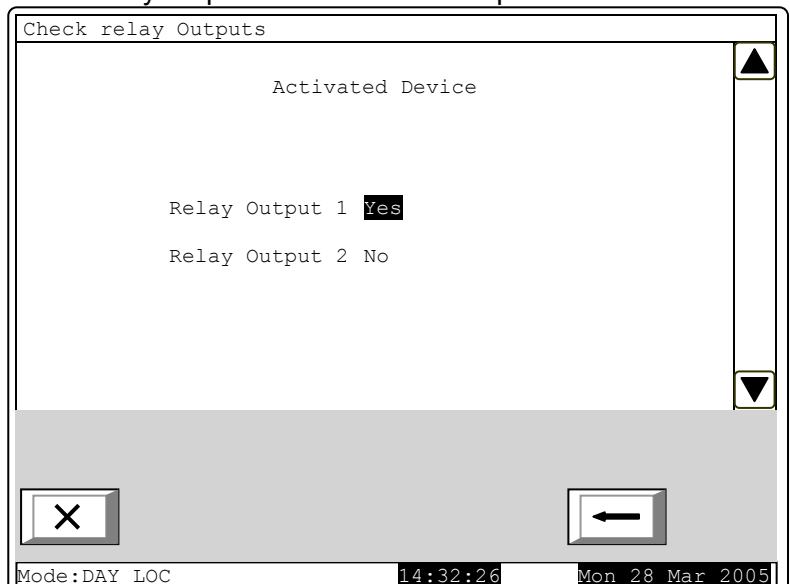 Check relay Outputs
Activated Device
Relay Output 1 Yes
Relay Output 2 No
Mode:DAY LOC 14:32:26 Mon 28 Mar 2005